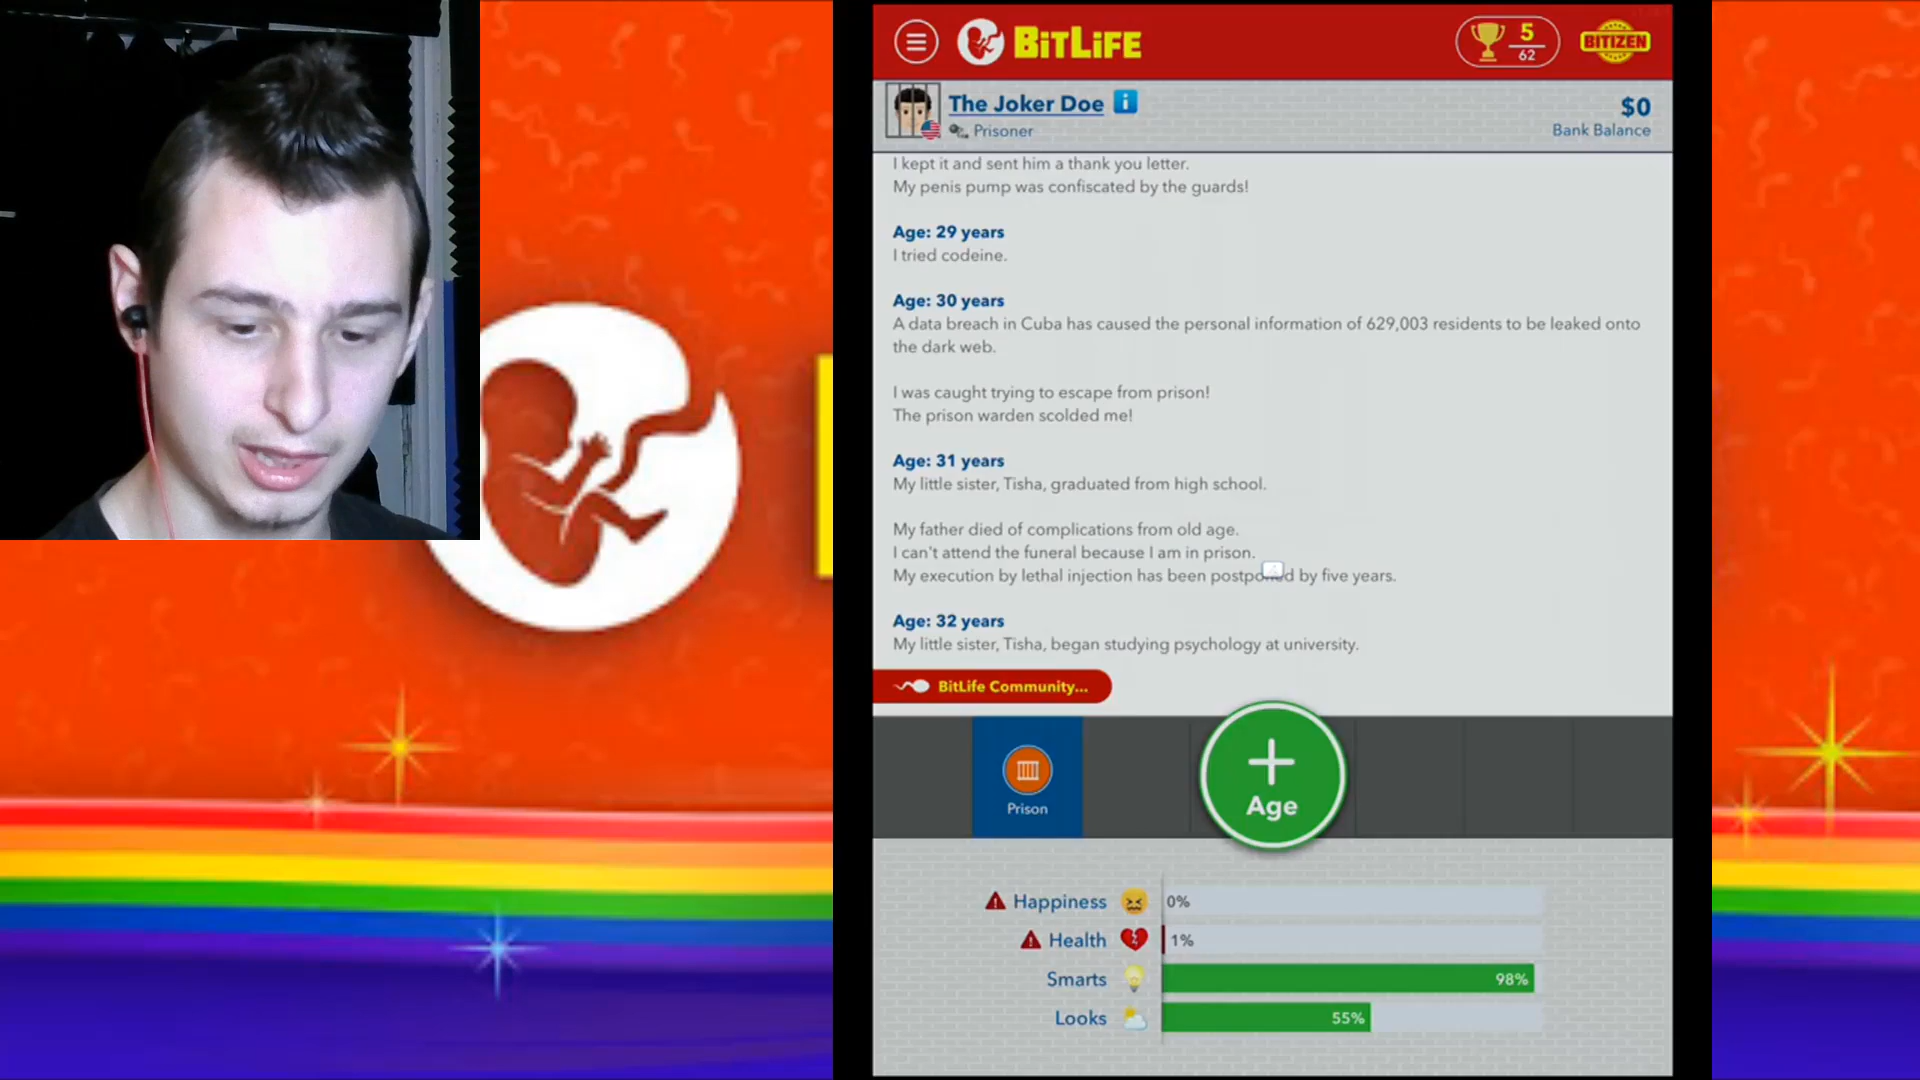 BITLIFE
5
62
BITIZEN
The Joker Doe i
$0
Prisoner
Bank Balance
I kept it and sent him a thank you letter.
My penis pump was confiscated by the guards!
Age: 29 years
I tried codeine.
Age: 30 years
A data breach in Cuba has caused the personal information of 629,003 residents to be leaked onto
the dark web.
I was caught trying to escape from prison!
The prison warden scolded me!
Age: 31 years
My little sister, Tisha, graduated from high school.
My father died of complications from old age.
I can't attend the funeral because I am in prison.
My execution by lethal injection has been postponed by five years.
Age: 32 years
My little sister, Tisha, began studying psychology at university.
BitLife Community...
Prison
Age
Happiness 0%
Health 1%
Smarts 98%
Looks 55%